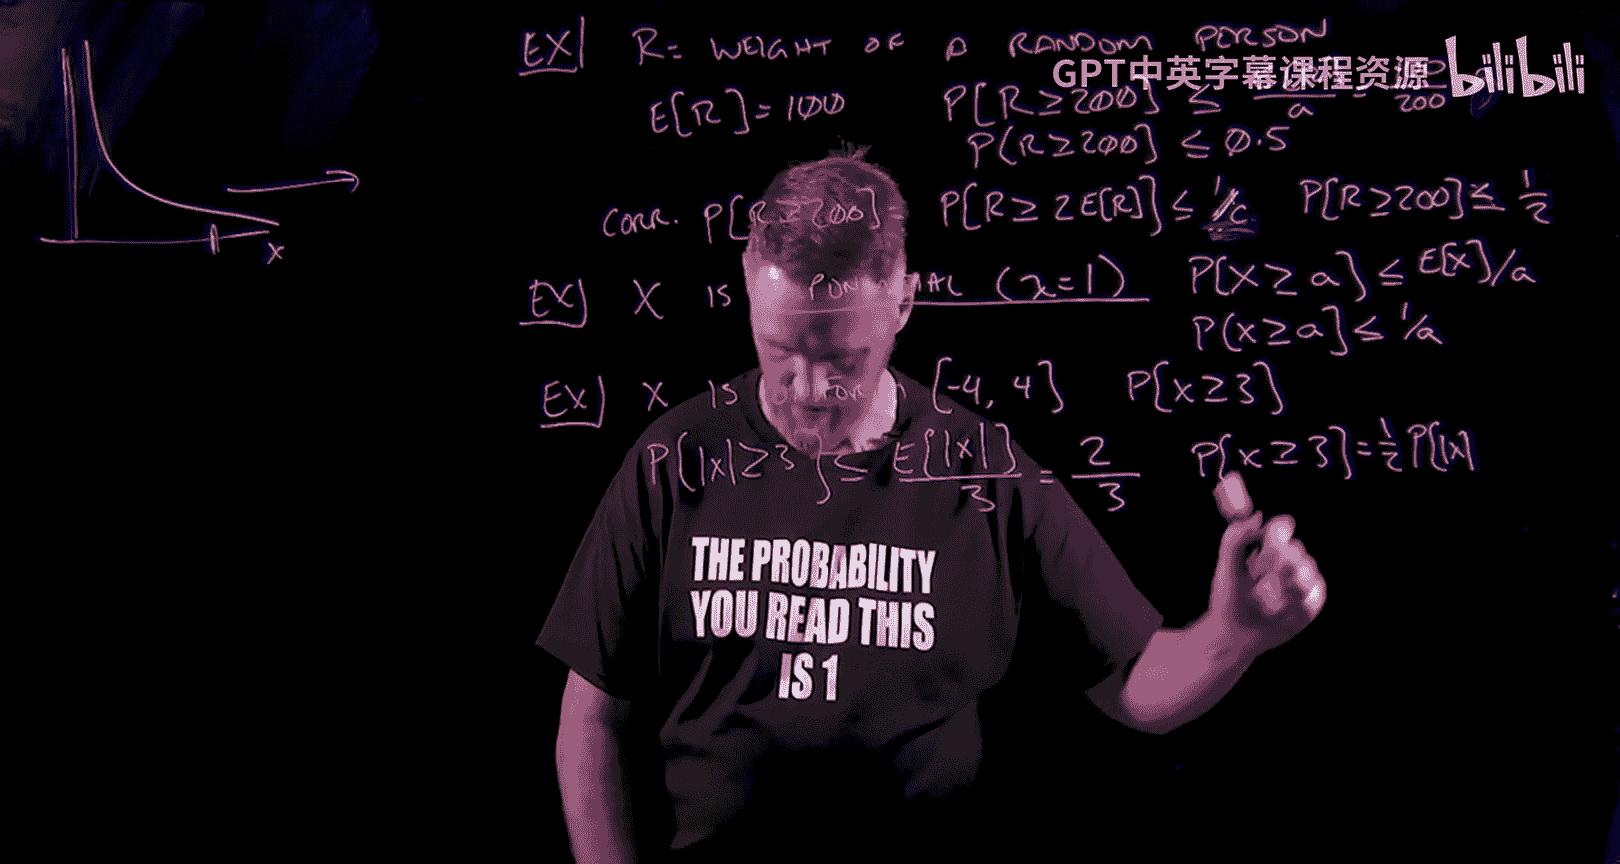 EX R = WEIGHT OF A RANDOM PERSON
GPT中英字幕课程资源 bilibili
E[R] = 100 P[R ≥ 200] ≤ a 200
P[R ≥ 200] ≤ 0.5
CORR. P[R ≥ 200] P[R ≥ 2E[R]] ≤ 1/c P[R ≥ 200] ≤ 1/2
EX X IS (λ=1) P[X ≥ a] ≤ E[X]/a
P[X ≥ a] ≤ 1/a
EX X IS [-4, 4] P[X ≥ 3]
P[|X| ≥ 3] ≤ E[|X|]/3 = 2/3 P[X ≥ 3] = 1/2 P[|X|
x
THE PROBABILITY
YOU READ THIS
IS 1